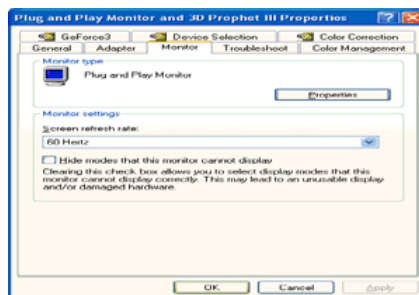 Plug and Play Monitor and 3D Prophet III Properties
GeForce3 Device Selection Color Correction
General Adapter Monitor Troubleshoot Color Management
Monitor type
Plug and Play Monitor
Properties
Monitor settings
Screen refresh rate:
60 Hertz
Hide modes that this monitor cannot display
Clearing this check box allows you to select display modes that this
monitor cannot display correctly. This may lead to an unusable display
and/or damaged hardware.
OK Cancel Apply